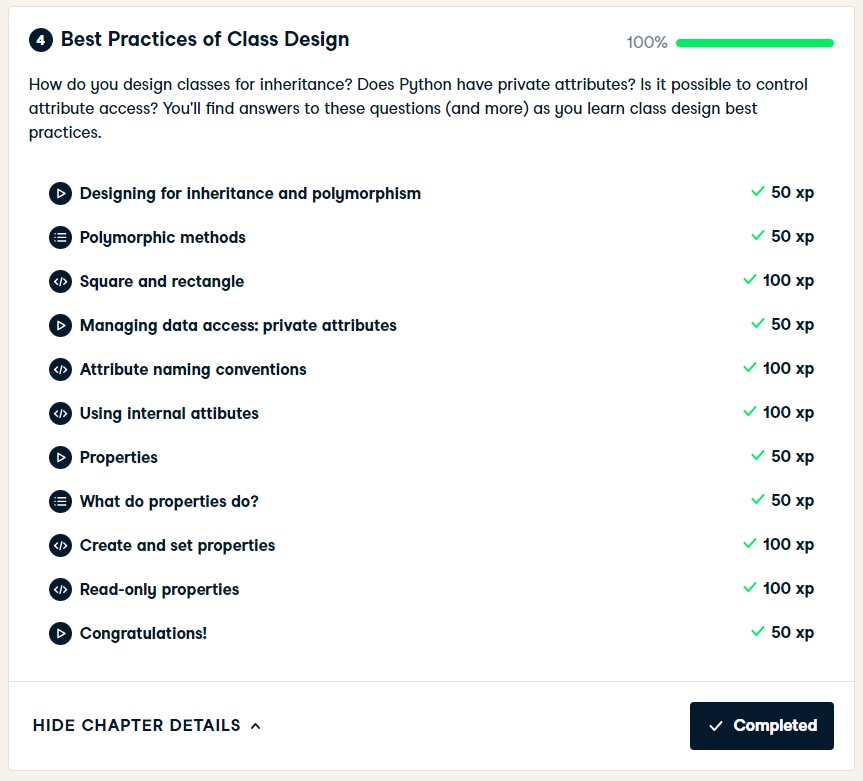 4 Best Practices of Class Design 100%
How do you design classes for inheritance? Does Python have private attributes? Is it possible to control
attribute access? You'll find answers to these questions (and more) as you learn class design best
practices.
Designing for inheritance and polymorphism 50 xp
Polymorphic methods 50 xp
Square and rectangle 100 xp
Managing data access: private attributes 50 xp
Attribute naming conventions 100 xp
Using internal attibutes 100 xp
Properties 50 xp
What do properties do? 50 xp
Create and set properties 100 xp
Read-only properties 100 xp
Congratulations! 50 xp
HIDE CHAPTER DETAILS Completed